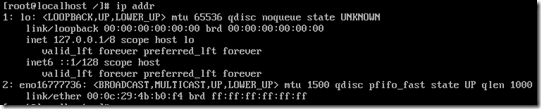 [root@localhost /]# ip addr
1: lo: <LOOPBACK,UP,LOWER_UP> mtu 65536 qdisc noqueue state UNKNOWN
link/loopback 00:00:00:00:00:00 brd 00:00:00:00:00:00
inet 127.0.0.1/8 scope host lo
valid_lft forever preferred_lft forever
inet6 ::1/128 scope host
valid_lft forever preferred_lft forever
2: eno16777736: <BROADCAST,MULTICAST,UP,LOWER_UP> mtu 1500 qdisc pfifo_fast state UP qlen 1000
link/ether 00:0c:29:4b:b0:f4 brd ff:ff:ff:ff:ff:ff